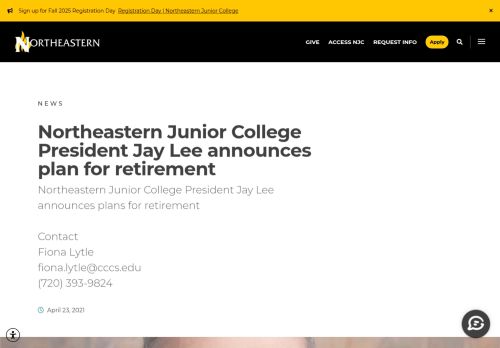 Sign up for Fall 2025 Registration Day Registration Day | Northeastern Junior College ×
NORTHEASTERN GIVE ACCESS NJC REQUEST INFO Apply
NEWS
Northeastern Junior College
President Jay Lee announces
plan for retirement
Northeastern Junior College President Jay Lee
announces plans for retirement
Contact
Fiona Lytle
fiona.lytle@cccs.edu
(720) 393-9824
April 23, 2021